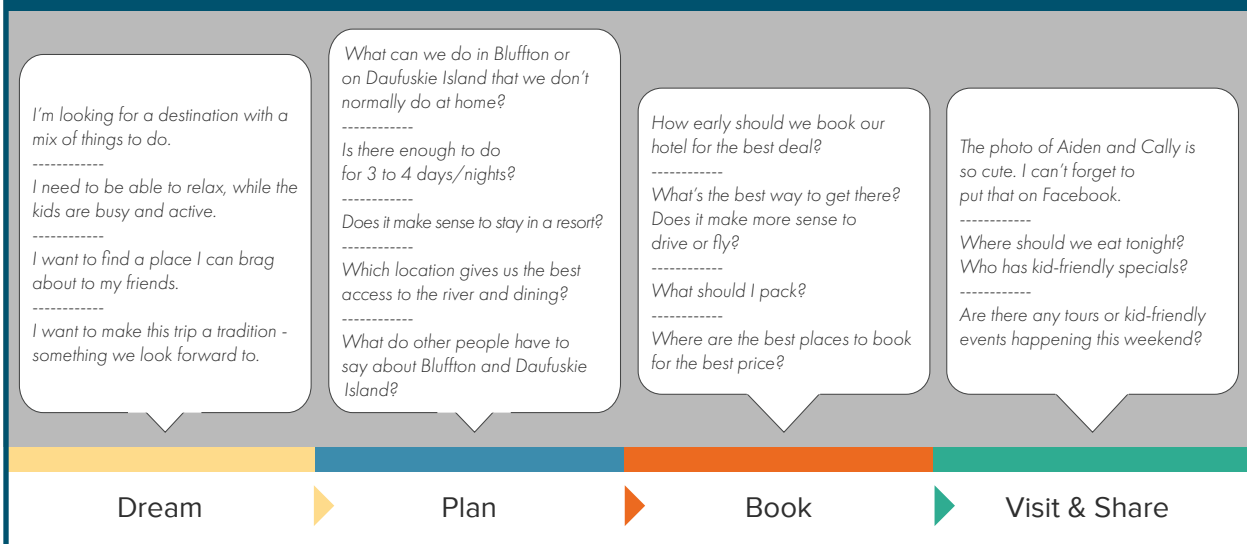 I'm looking for a destination with a
mix of things to do.
------------
I need to be able to relax, while the
kids are busy and active.
------------
I want to find a place I can brag
about to my friends.
------------
I want to make this trip a tradition -
something we look forward to.
What can we do in Bluffton or
on Daufuskie Island that we don't
normally do at home?
------------
Is there enough to do
for 3 to 4 days/nights?
------------
Does it make sense to stay in a resort?
------------
Which location gives us the best
access to the river and dining?
------------
What do other people have to
say about Bluffton and Daufuskie
Island?
How early should we book our
hotel for the best deal?
------------
What's the best way to get there?
Does it make more sense to
drive or fly?
------------
What should I pack?
------------
Where are the best places to book
for the best price?
The photo of Aiden and Cally is
so cute. I can't forget to
put that on Facebook.
------------
Where should we eat tonight?
Who has kid-friendly specials?
------------
Are there any tours or kid-friendly
events happening this weekend?
Dream
Plan
Book
Visit & Share